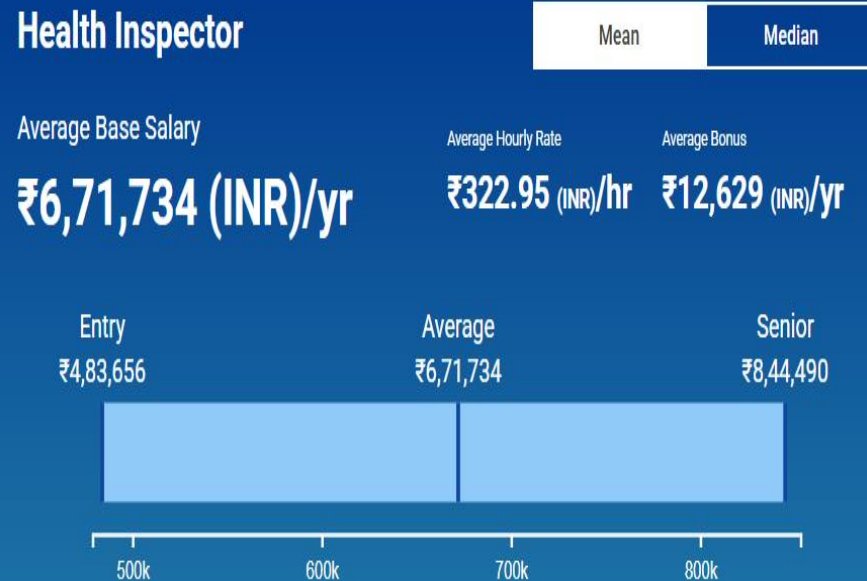 Health Inspector
Mean Median
Average Base Salary
₹6,71,734 (INR)/yr
Average Hourly Rate
₹322.95 (INR)/hr
Average Bonus
₹12,629 (INR)/yr
Entry Average Senior
₹4,83,656 ₹6,71,734 ₹8,44,490
500k 600k 700k 800k